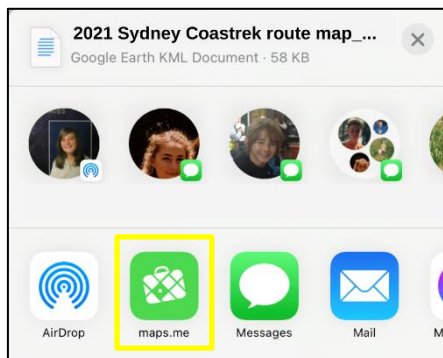 2021 Sydney Coastrek route map_...
Google Earth KML Document · 58 KB
AirDrop
maps.me
Messages
Mail
M